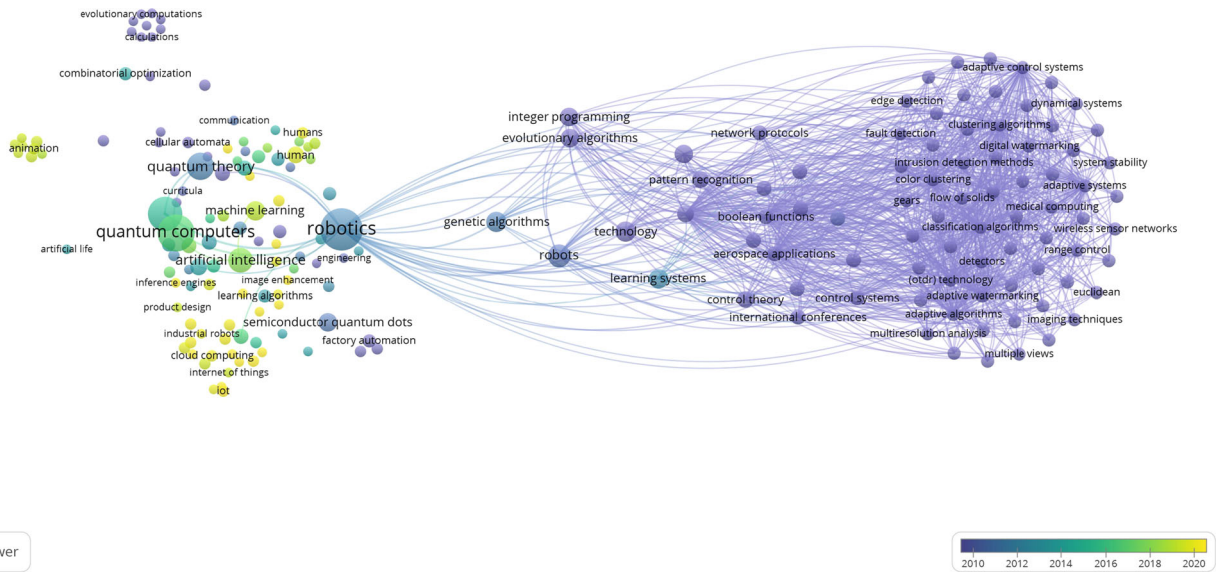 evolutionary computations
calculations
combinatorial optimization
communication
humans
cellular automata
animation
human
quantum theory
curricula
machine learning
quantum computers
robotics
artificial life
artificial intelligence
engineering
inference engines
image enhancement
learning algorithms
product design
semiconductor quantum dots
industrial robots
factory automation
cloud computing
internet of things
iot
integer programming
evolutionary algorithms
network protocols
pattern recognition
genetic algorithms
boolean functions
technology
robots
aerospace applications
learning systems
control theory
control systems
international conferences
adaptive control systems
edge detection
dynamical systems
clustering algorithms
fault detection
digital watermarking
intrusion detection methods
system stability
color clustering
adaptive systems
gears
flow of solids
medical computing
classification algorithms
wireless sensor networks
range control
detectors
(otdr) technology
euclidean
adaptive watermarking
adaptive algorithms
imaging techniques
multiresolution analysis
multiple views
wer
2010 2012 2014 2016 2018 2020